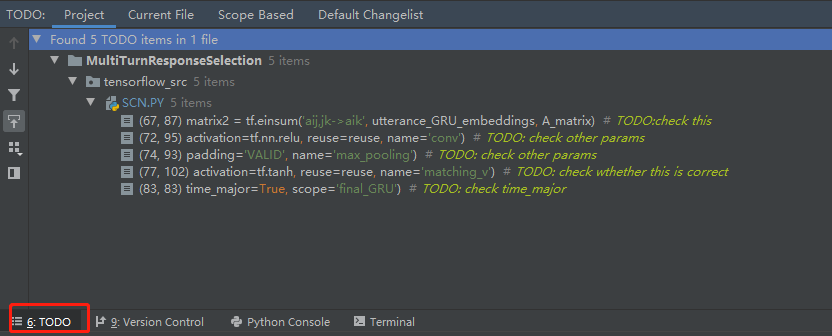 TODO: Project Current File Scope Based Default Changelist
Found 5 TODO items in 1 file
MultiTurnResponseSelection 5 items
tensorflow_src 5 items
SCN.PY 5 items
(67, 87) matrix2 = tf.einsum('aij,jk->aik', utterance_GRU_embeddings, A_matrix) # TODO:check this
(72, 95) activation=tf.nn.relu, reuse=reuse, name='conv') # TODO: check other params
(74, 93) padding='VALID', name='max_pooling') # TODO: check other params
(77, 102) activation=tf.tanh, reuse=reuse, name='matching_v') # TODO: check wthether this is correct
(83, 83) time_major=True, scope='final_GRU') # TODO: check time_major
6: TODO 9: Version Control Python Console Terminal